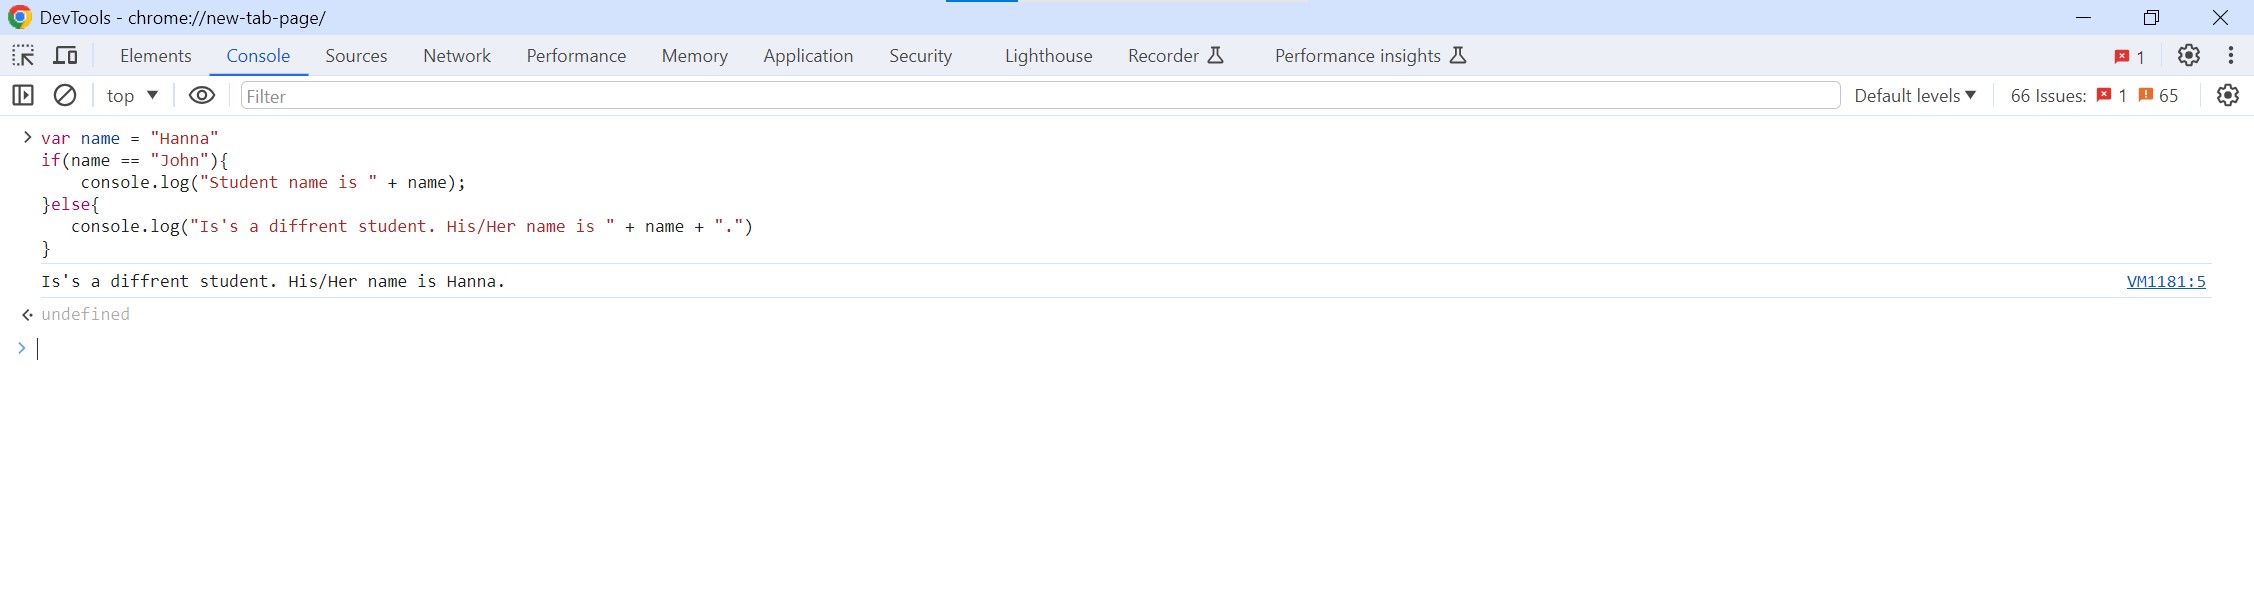 DevTools - chrome://new-tab-page/
Elements Console Sources Network Performance Memory Application Security Lighthouse Recorder Performance insights 1
top Filter Default levels 66 Issues: 1 65
var name = "Hanna"
if(name == "John"){
    console.log("Student name is " + name);
}else{
   console.log("Is's a diffrent student. His/Her name is " + name + ".")
}
Is's a diffrent student. His/Her name is Hanna. VM1181:5
undefined